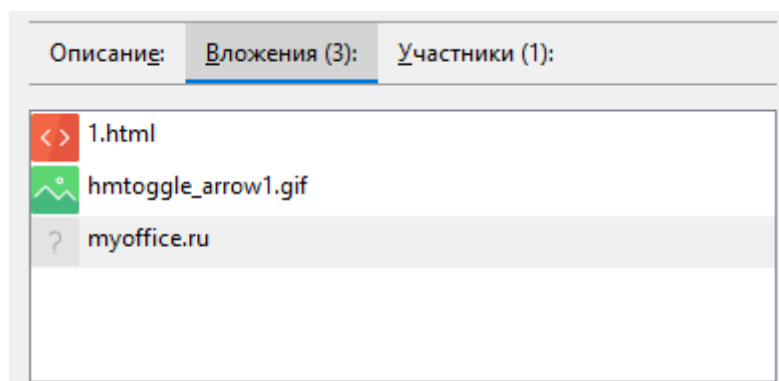 Описание: Вложения (3): Участники (1):
1.html
hmtoggle_arrow1.gif
? myoffice.ru